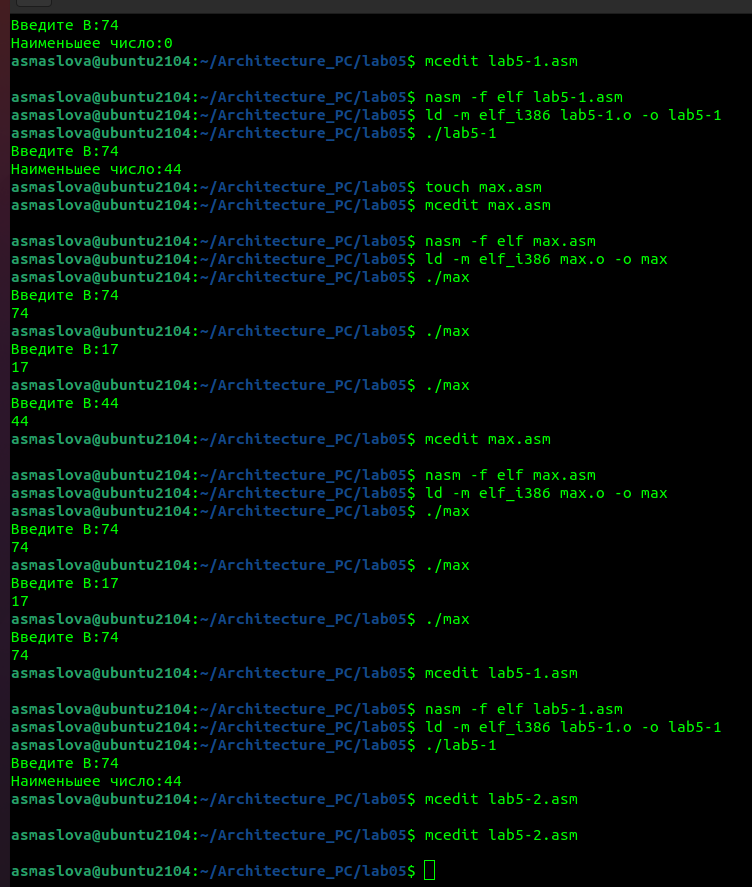 Введите B:74
Наименьшее число:0
asmaslova@ubuntu2104:~/Architecture_PC/lab05$ mcedit lab5-1.asm
asmaslova@ubuntu2104:~/Architecture_PC/lab05$ nasm -f elf lab5-1.asm
asmaslova@ubuntu2104:~/Architecture_PC/lab05$ ld -m elf_i386 lab5-1.o -o lab5-1
asmaslova@ubuntu2104:~/Architecture_PC/lab05$ ./lab5-1
Введите B:74
Наименьшее число:44
asmaslova@ubuntu2104:~/Architecture_PC/lab05$ touch max.asm
asmaslova@ubuntu2104:~/Architecture_PC/lab05$ mcedit max.asm
asmaslova@ubuntu2104:~/Architecture_PC/lab05$ nasm -f elf max.asm
asmaslova@ubuntu2104:~/Architecture_PC/lab05$ ld -m elf_i386 max.o -o max
asmaslova@ubuntu2104:~/Architecture_PC/lab05$ ./max
Введите B:74
74
asmaslova@ubuntu2104:~/Architecture_PC/lab05$ ./max
Введите B:17
17
asmaslova@ubuntu2104:~/Architecture_PC/lab05$ ./max
Введите B:44
44
asmaslova@ubuntu2104:~/Architecture_PC/lab05$ mcedit max.asm
asmaslova@ubuntu2104:~/Architecture_PC/lab05$ nasm -f elf max.asm
asmaslova@ubuntu2104:~/Architecture_PC/lab05$ ld -m elf_i386 max.o -o max
asmaslova@ubuntu2104:~/Architecture_PC/lab05$ ./max
Введите B:74
74
asmaslova@ubuntu2104:~/Architecture_PC/lab05$ ./max
Введите B:17
17
asmaslova@ubuntu2104:~/Architecture_PC/lab05$ ./max
Введите B:74
74
asmaslova@ubuntu2104:~/Architecture_PC/lab05$ mcedit lab5-1.asm
asmaslova@ubuntu2104:~/Architecture_PC/lab05$ nasm -f elf lab5-1.asm
asmaslova@ubuntu2104:~/Architecture_PC/lab05$ ld -m elf_i386 lab5-1.o -o lab5-1
asmaslova@ubuntu2104:~/Architecture_PC/lab05$ ./lab5-1
Введите B:74
Наименьшее число:44
asmaslova@ubuntu2104:~/Architecture_PC/lab05$ mcedit lab5-2.asm
asmaslova@ubuntu2104:~/Architecture_PC/lab05$ mcedit lab5-2.asm
asmaslova@ubuntu2104:~/Architecture_PC/lab05$